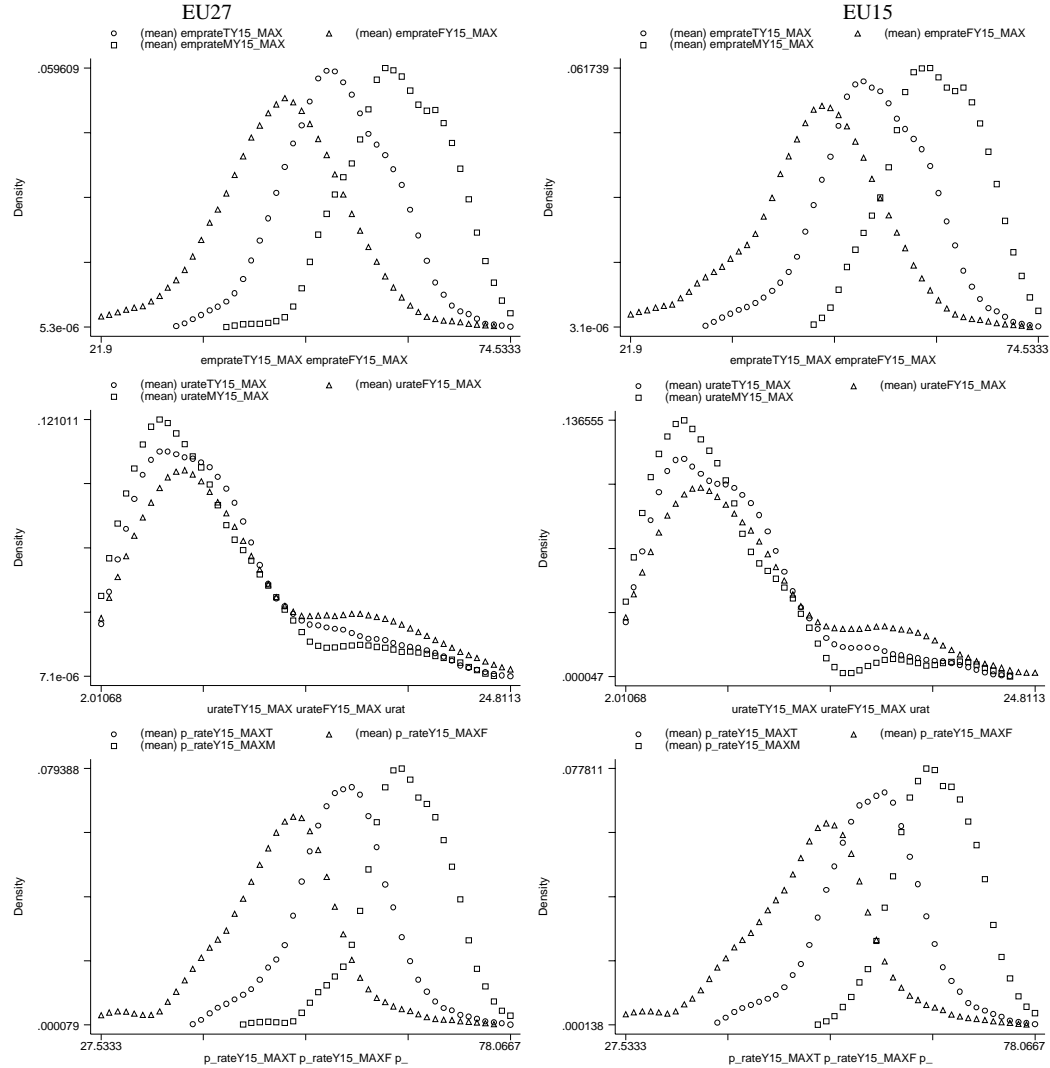 EU27
EU15
(mean) emprateTY15_MAX
(mean) emprateFY15_MAX
(mean) emprateMY15_MAX
.059609
Density
5.3e-06
21.9
74.5333
emprateTY15_MAX emprateFY15_MAX
(mean) emprateTY15_MAX
(mean) emprateFY15_MAX
(mean) emprateMY15_MAX
.061739
Density
3.1e-06
21.9
74.5333
emprateTY15_MAX emprateFY15_MAX
(mean) urateTY15_MAX
(mean) urateFY15_MAX
(mean) urateMY15_MAX
.121011
Density
7.1e-06
2.01068
24.8113
urateTY15_MAX urateFY15_MAX urat
(mean) urateTY15_MAX
(mean) urateFY15_MAX
(mean) urateMY15_MAX
.136555
Density
.000047
2.01068
24.8113
urateTY15_MAX urateFY15_MAX urat
(mean) p_rateY15_MAXT
(mean) p_rateY15_MAXF
(mean) p_rateY15_MAXM
.079388
Density
.000079
27.5333
78.0667
p_rateY15_MAXT p_rateY15_MAXF p_
(mean) p_rateY15_MAXT
(mean) p_rateY15_MAXF
(mean) p_rateY15_MAXM
.077811
Density
.000138
27.5333
78.0667
p_rateY15_MAXT p_rateY15_MAXF p_